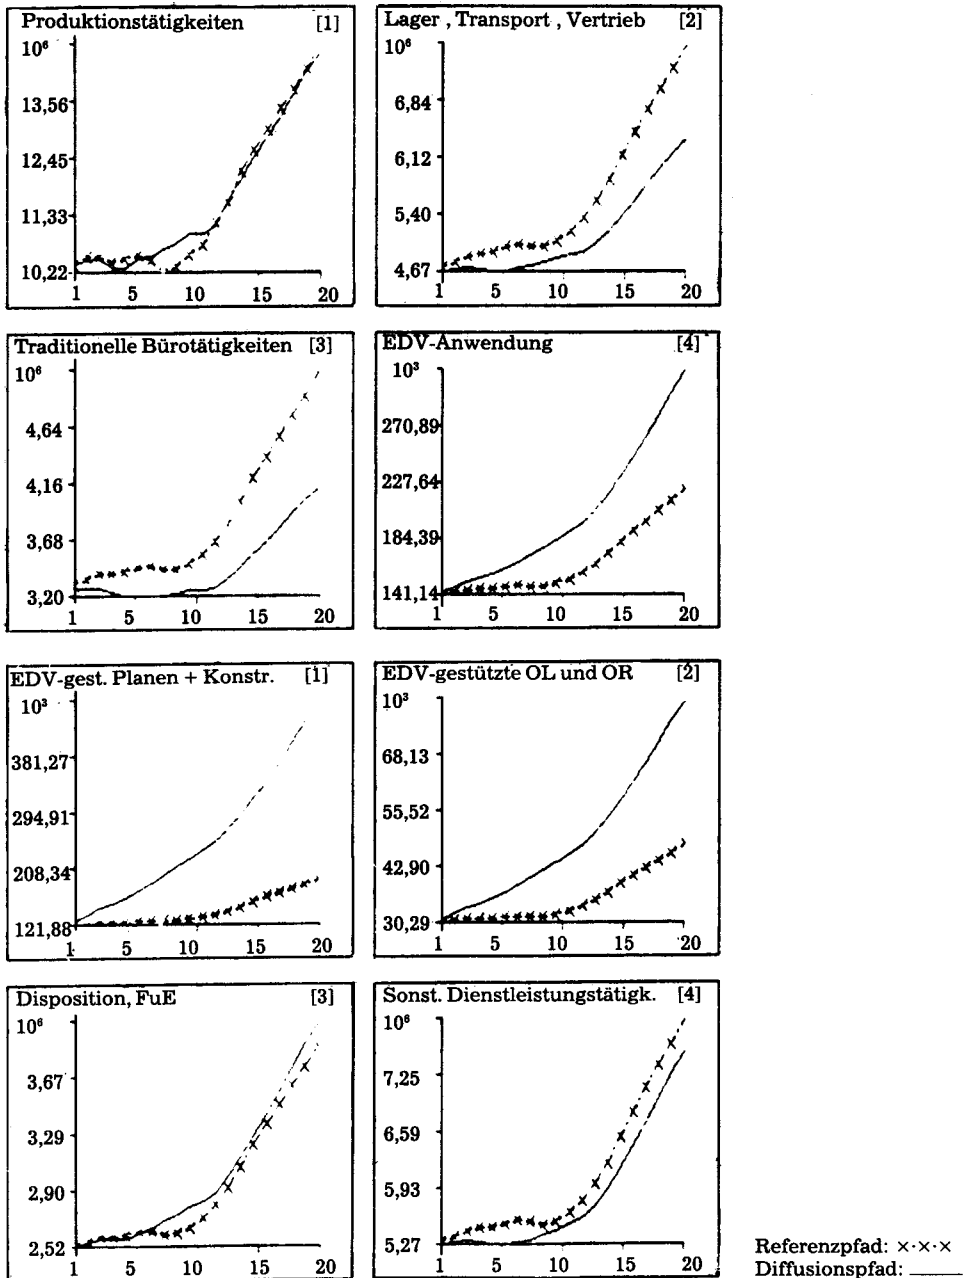 Produktionstätigkeiten [1]
10⁶
13,56
12,45
11,33
10,22
1 5 10 15 20
Lager , Transport , Vertrieb [2]
10⁶
6,84
6,12
5,40
4,67
1 5 10 15 20
Traditionelle Bürotätigkeiten [3]
10⁶
4,64
4,16
3,68
3,20
1 5 10 15 20
EDV-Anwendung [4]
10³
270,89
227,64
184,39
141,14
1 5 10 15 20
EDV-gest. Planen + Konstr. [1]
10³
381,27
294,91
208,34
121,88
1 5 10 15 20
EDV-gestützte OL und OR [2]
10³
68,13
55,52
42,90
30,29
1 5 10 15 20
Disposition, FuE [3]
10⁶
3,67
3,29
2,90
2,52
1 5 10 15 20
Sonst. Dienstleistungstätigk. [4]
10⁶
7,25
6,59
5,93
5,27
1 5 10 15 20
Referenzpfad: x·x·x
Diffusionspfad: ———